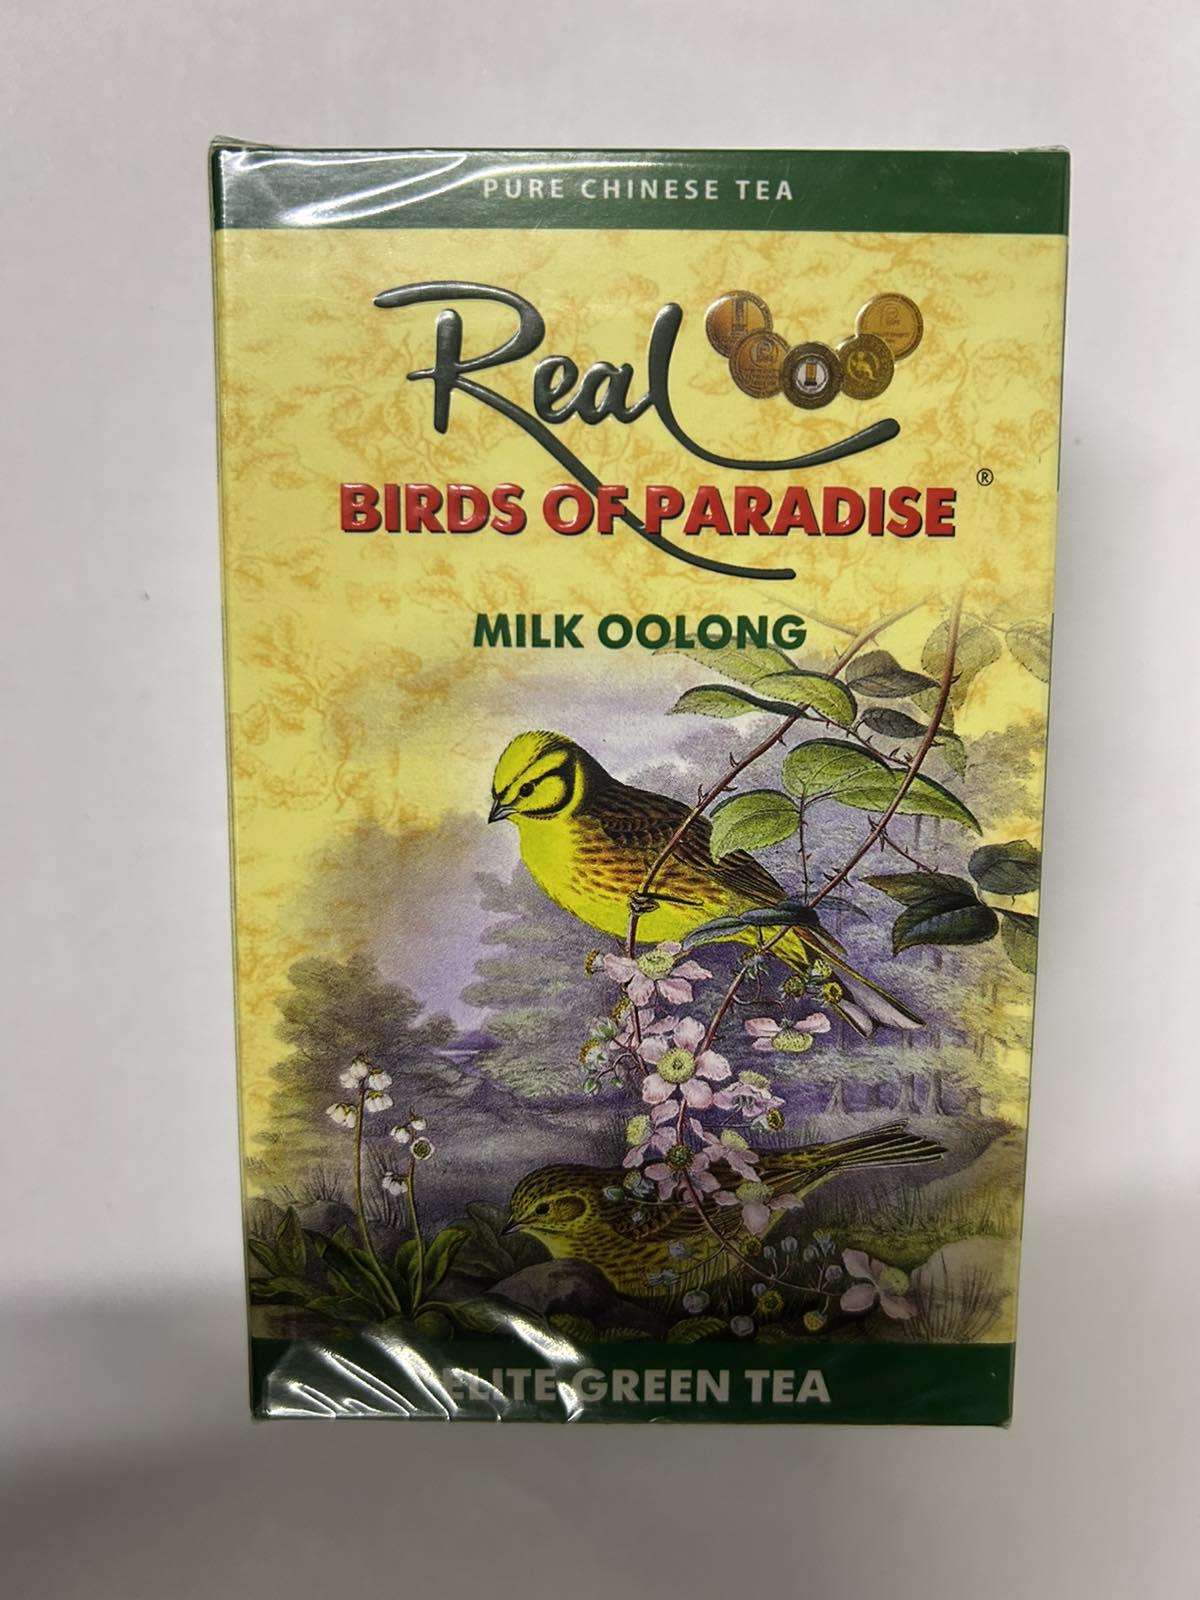 PURE CHINESE TEA
Real
BIRDS OF PARADISE ®
MILK OOLONG
ELITE GREEN TEA